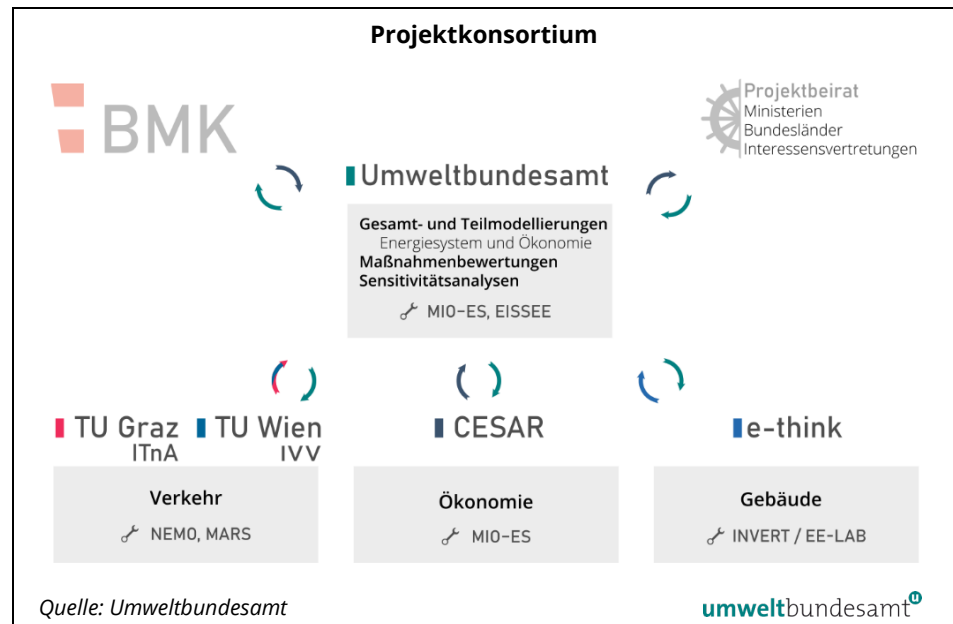 Projektkonsortium
BMK
Projektbeirat
Ministerien
Bundesländer
Interessensvertretungen
Umweltbundesamt
Gesamt- und Teilmodellierungen
Energiesystem und Ökonomie
Maßnahmenbewertungen
Sensitivitätsanalysen
MIO-ES, EISSEE
TU Graz
ITnA
TU Wien
IVV
CESAR
e-think
Verkehr
NEMO, MARS
Ökonomie
MIO-ES
Gebäude
INVERT / EE-LAB
Quelle: Umweltbundesamt
umweltbundesamt
u